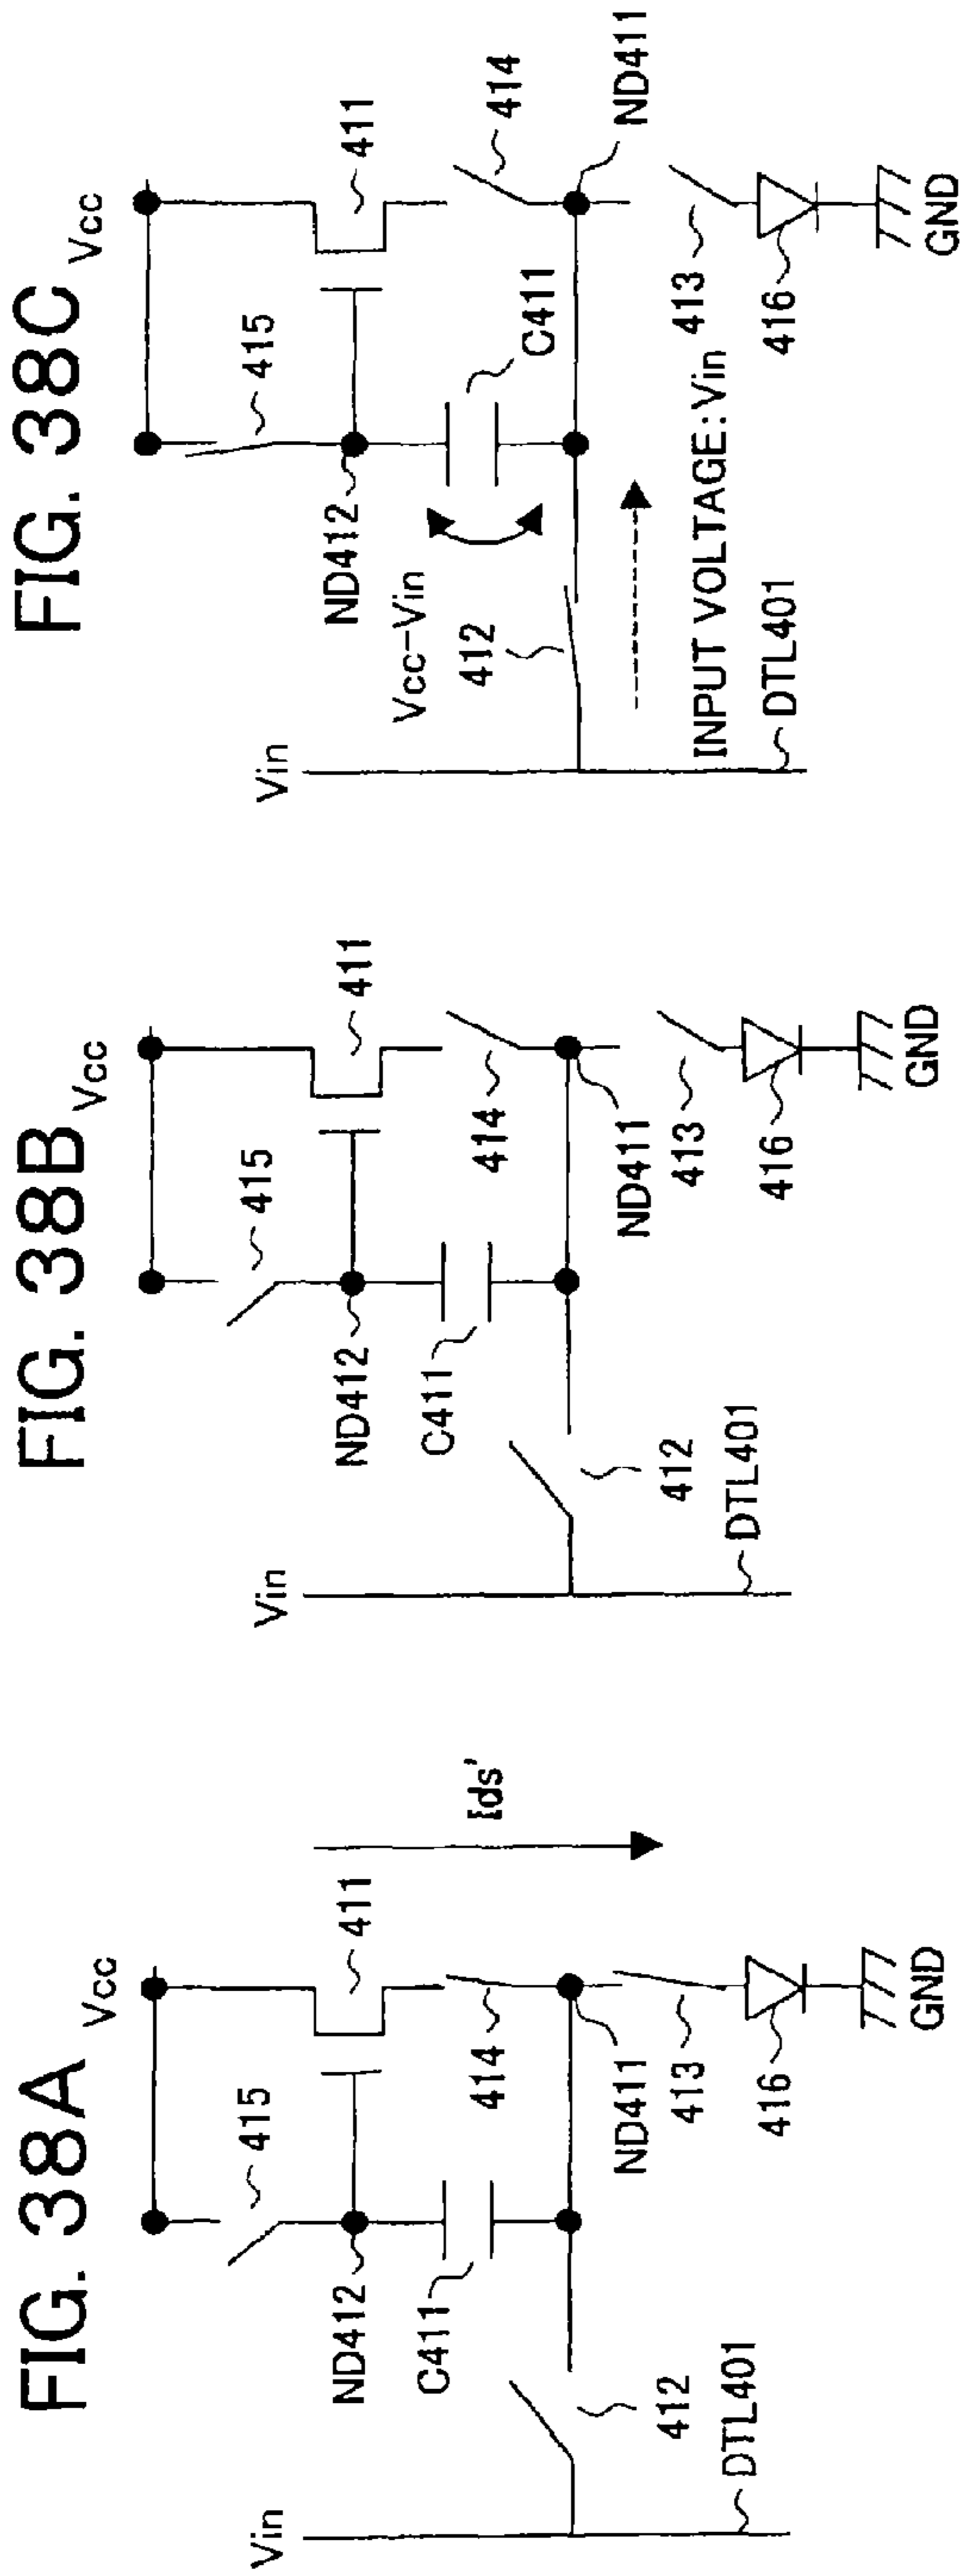 FIG. 38A
Vcc
415
411
Ids'
ND412
414
C411
ND411
413
412
416
Vin
DTL401
GND
FIG. 38B
Vcc
415
411
ND412
414
C411
ND411
413
412
416
Vin
DTL401
GND
FIG. 38C
Vcc
415
411
ND412
414
C411
Vcc-Vin
ND411
412
413
INPUT VOLTAGE:Vin
416
Vin
DTL401
GND